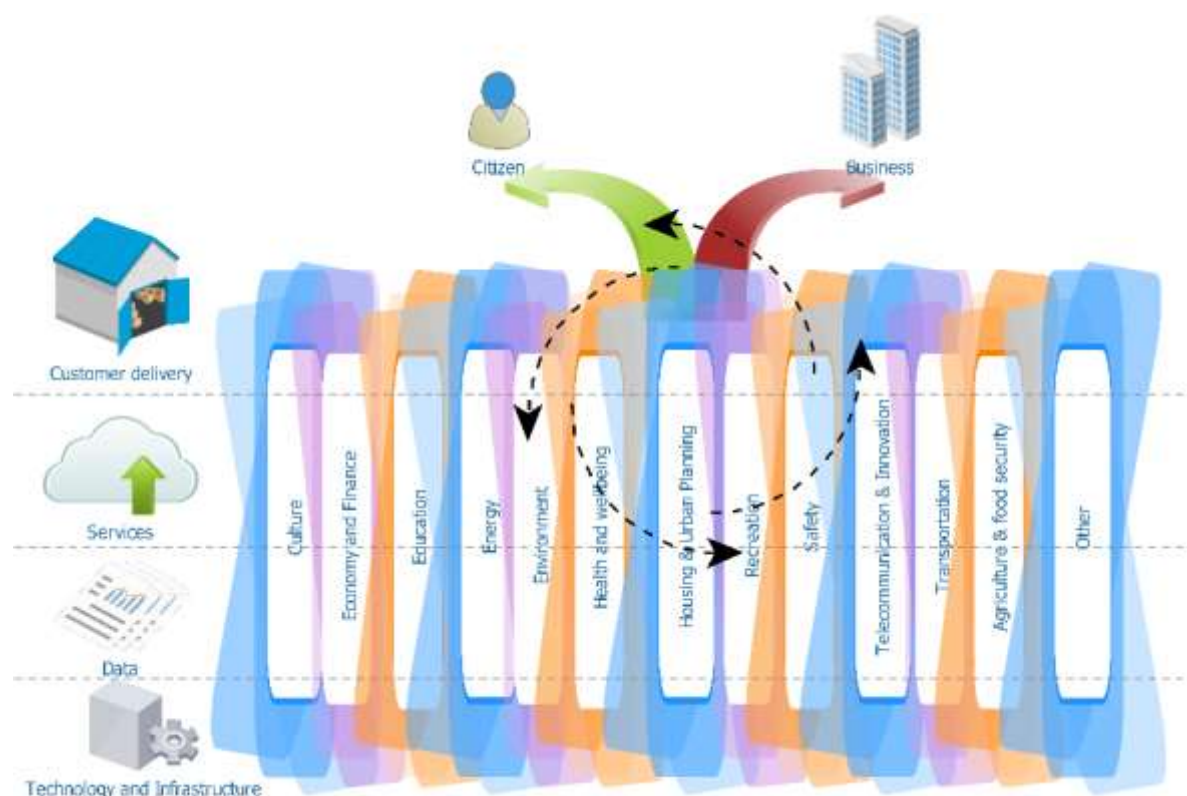 Citizen
Business
Customer delivery
Services
Data
Technology and Infrastructure
Culture
Economy and Finance
Education
Energy
Environment
Health and wellbeing
Housing & Urban Planning
Recreation
Safety
Telecommunication & Innovation
Transportation
Agriculture & food security
Other